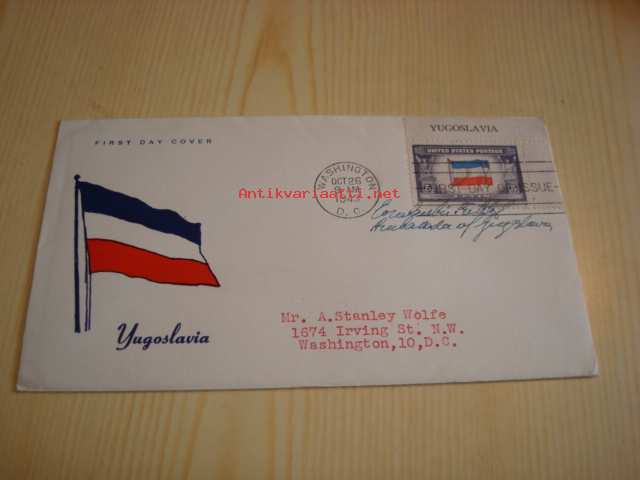 FIRST DAY COVER
YUGOSLAVIA
UNITED STATES POSTAGE
WASHINGTON
OCT 26
1943
D. C.
FIRST DAY OF ISSUE
Antikvariaatti.net
Ambassador of Yugoslavia
Yugoslavia
Mr. A.Stanley Wolfe
1674 Irving St. N.W.
Washington,10,D.C.